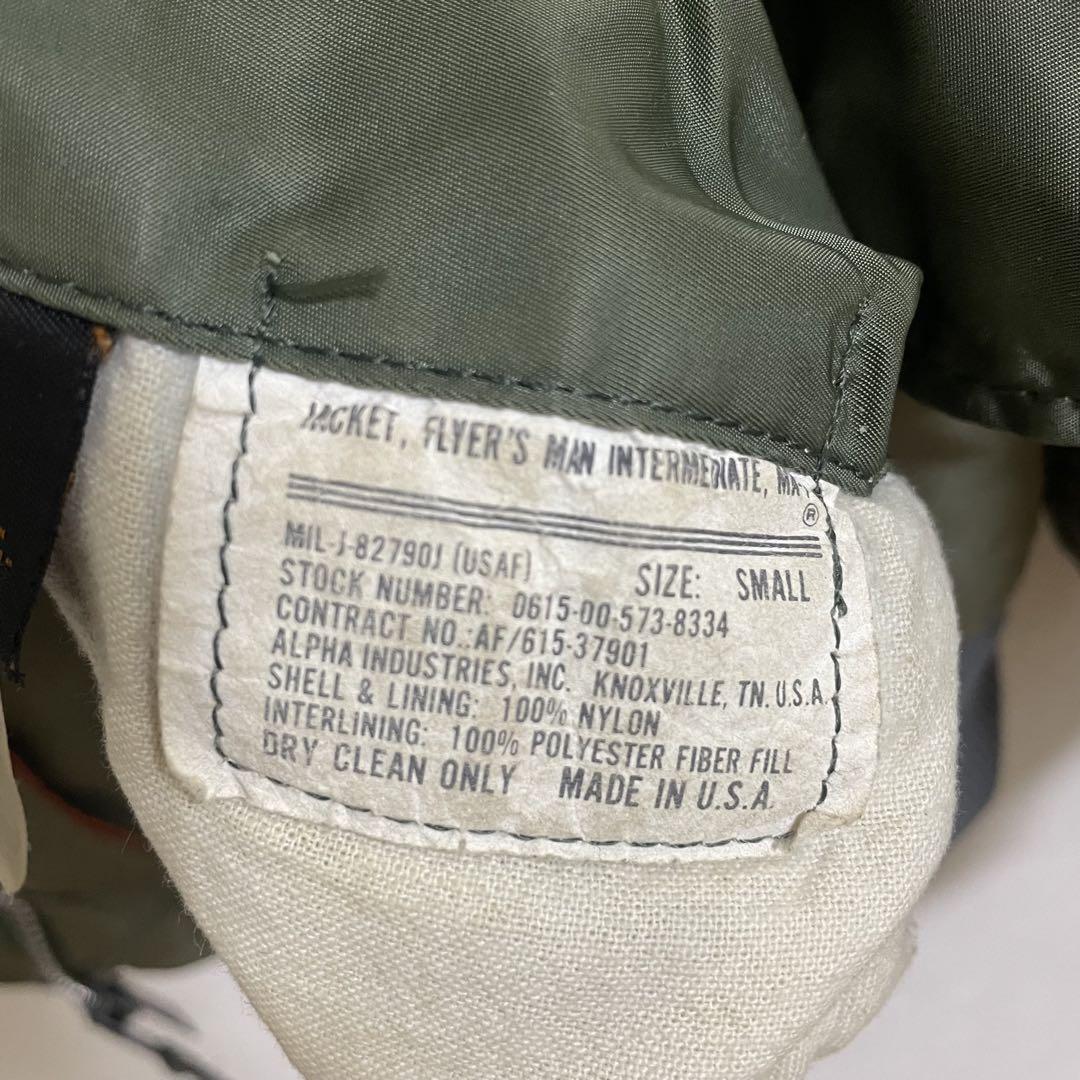 JACKET, FLYER'S MAN INTERMEDIATE, MA-1
®
MIL-J-82790J (USAF) SIZE: SMALL
STOCK NUMBER: 0615-00-573-8334
CONTRACT NO.:AF/615-37901
ALPHA INDUSTRIES, INC. KNOXVILLE, TN. U.S.A.
SHELL & LINING: 100% NYLON
INTERLINING: 100% POLYESTER FIBER FILL
DRY CLEAN ONLY MADE IN U.S.A.